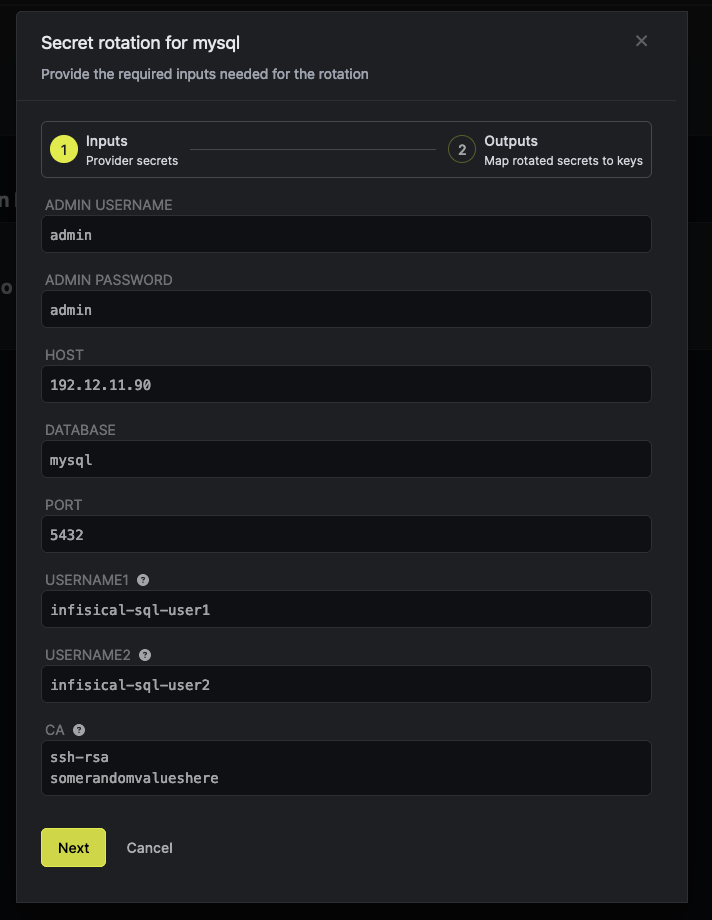 Secret rotation for mysql
Provide the required inputs needed for the rotation
1
Inputs
Provider secrets
2
Outputs
Map rotated secrets to keys
ADMIN USERNAME
admin
ADMIN PASSWORD
admin
HOST
192.12.11.90
DATABASE
mysql
PORT
5432
USERNAME1 ?
infisical-sql-user1
USERNAME2 ?
infisical-sql-user2
CA ?
ssh-rsa
somerandomvalueshere
Next
Cancel